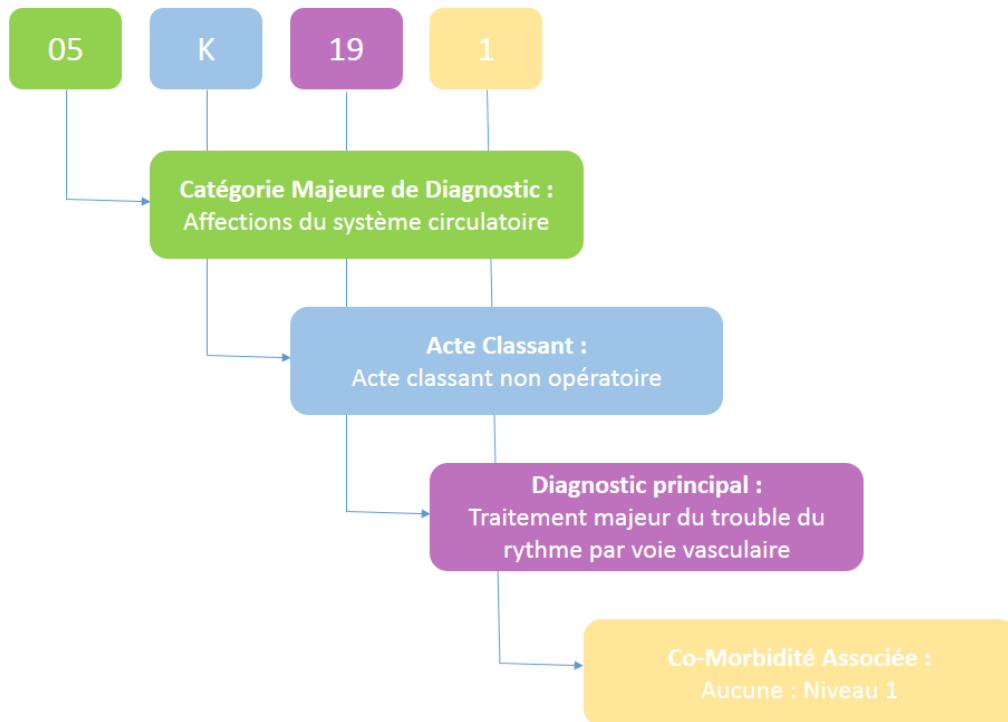 05
K
19
1
Catégorie Majeure de Diagnostic :
Affections du système circulatoire
Acte Classant :
Acte classant non opératoire
Diagnostic principal :
Traitement majeur du trouble du
rythme par voie vasculaire
Co-Morbidité Associée :
Aucune : Niveau 1